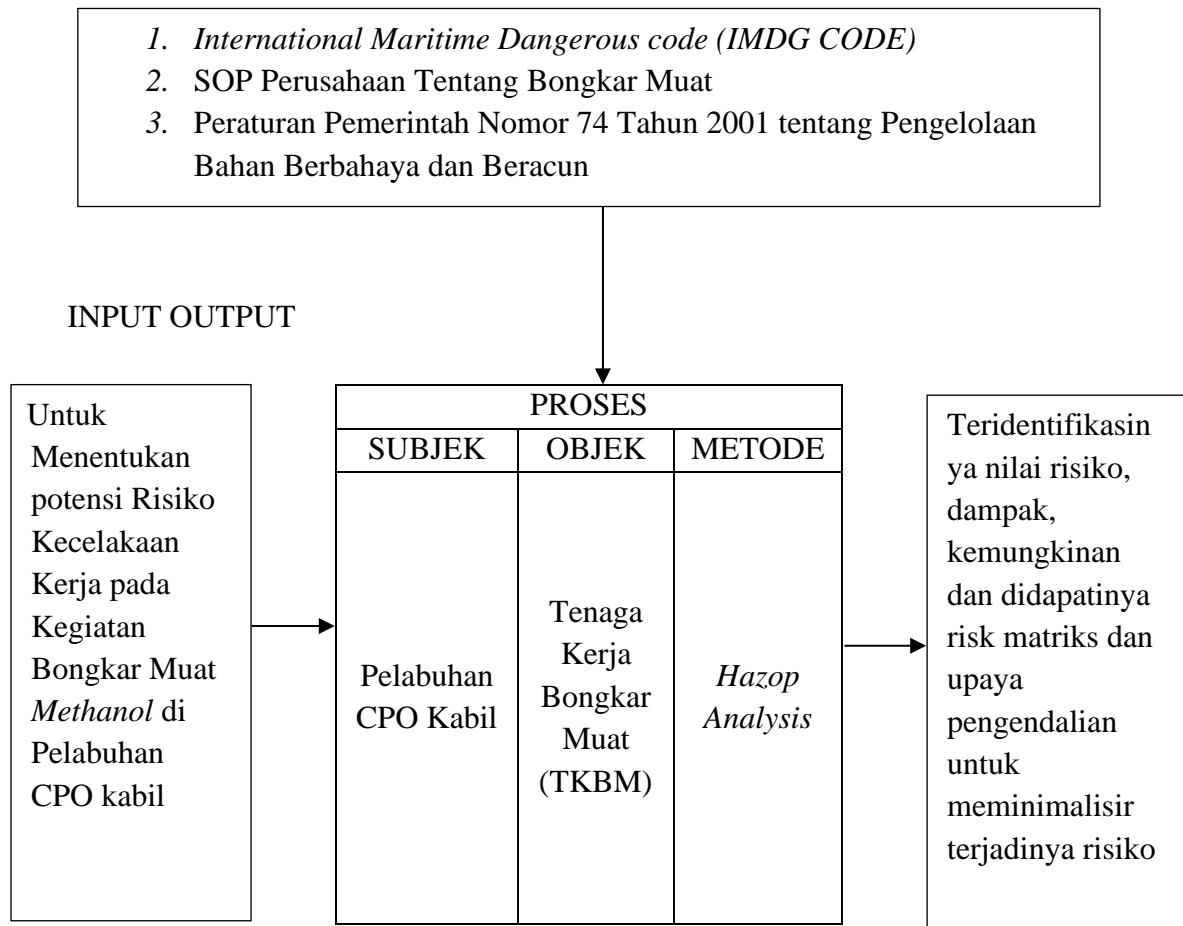 1. International Maritime Dangerous code (IMDG CODE)
2. SOP Perusahaan Tentang Bongkar Muat
3. Peraturan Pemerintah Nomor 74 Tahun 2001 tentang Pengelolaan
Bahan Berbahaya dan Beracun
INPUT OUTPUT
Untuk
Menentukan
potensi Risiko
Kecelakaan
Kerja pada
Kegiatan
Bongkar Muat
Methanol di
Pelabuhan
CPO kabil
PROSES
SUBJEK OBJEK METODE
Pelabuhan
CPO Kabil
Tenaga
Kerja
Bongkar
Muat
(TKBM)
Hazop
Analysis
Teridentifikasin
ya nilai risiko,
dampak,
kemungkinan
dan didapatinya
risk matriks dan
upaya
pengendalian
untuk
meminimalisir
terjadinya risiko